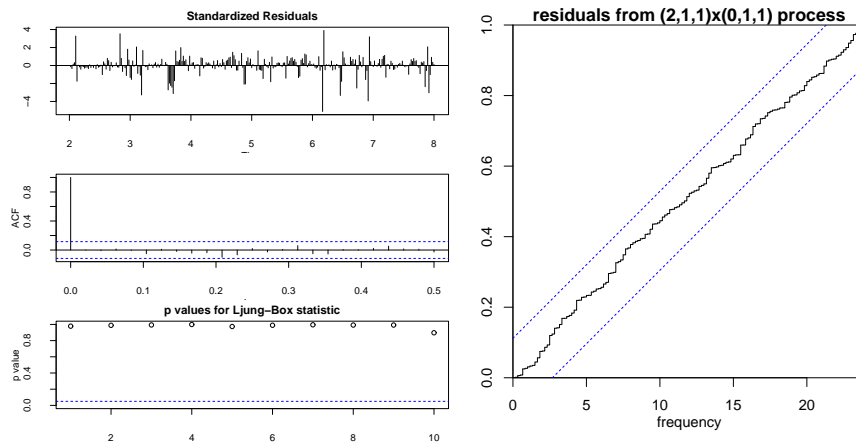 Standardized Residuals
4
2
0
−4
2 3 4 5 6 7 8
ACF
0.8
0.4
0.0
0.0 0.1 0.2 0.3 0.4 0.5
p values for Ljung−Box statistic
p value
0.8
0.4
0.0
2 4 6 8 10
residuals from (2,1,1)x(0,1,1) process
1.0
0.8
0.6
0.4
0.2
0.0
0 5 10 15 20
frequency